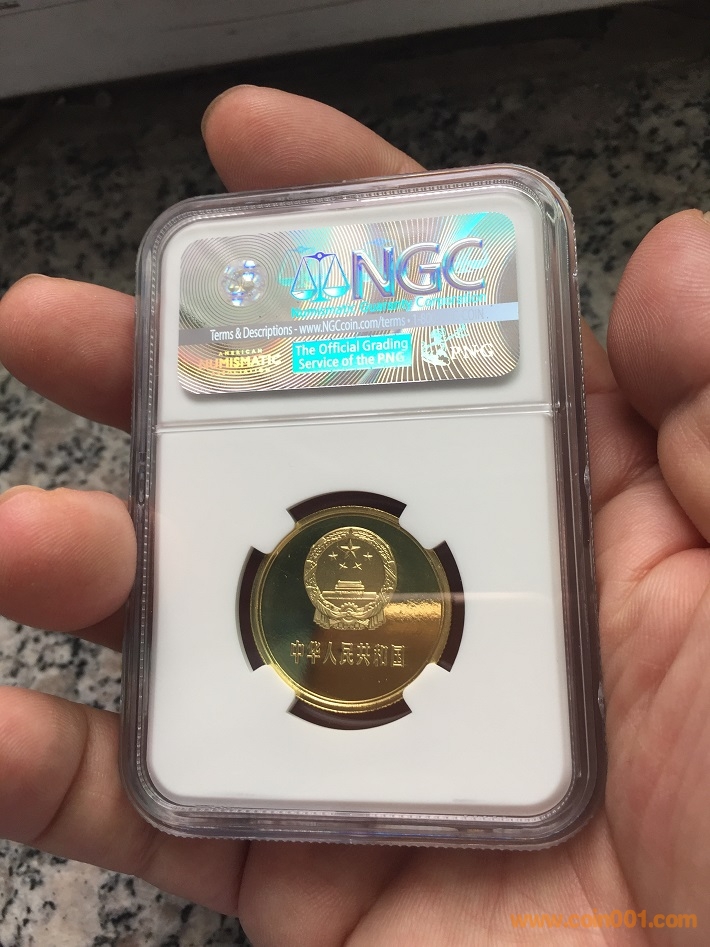 NGC
Terms & Descriptions - www.NGCcoin.com/terms •
The Official Grading
Service of the PNG
AMERICAN
NUMISMATIC
PNG
中华人民共和国
www.coin001.com